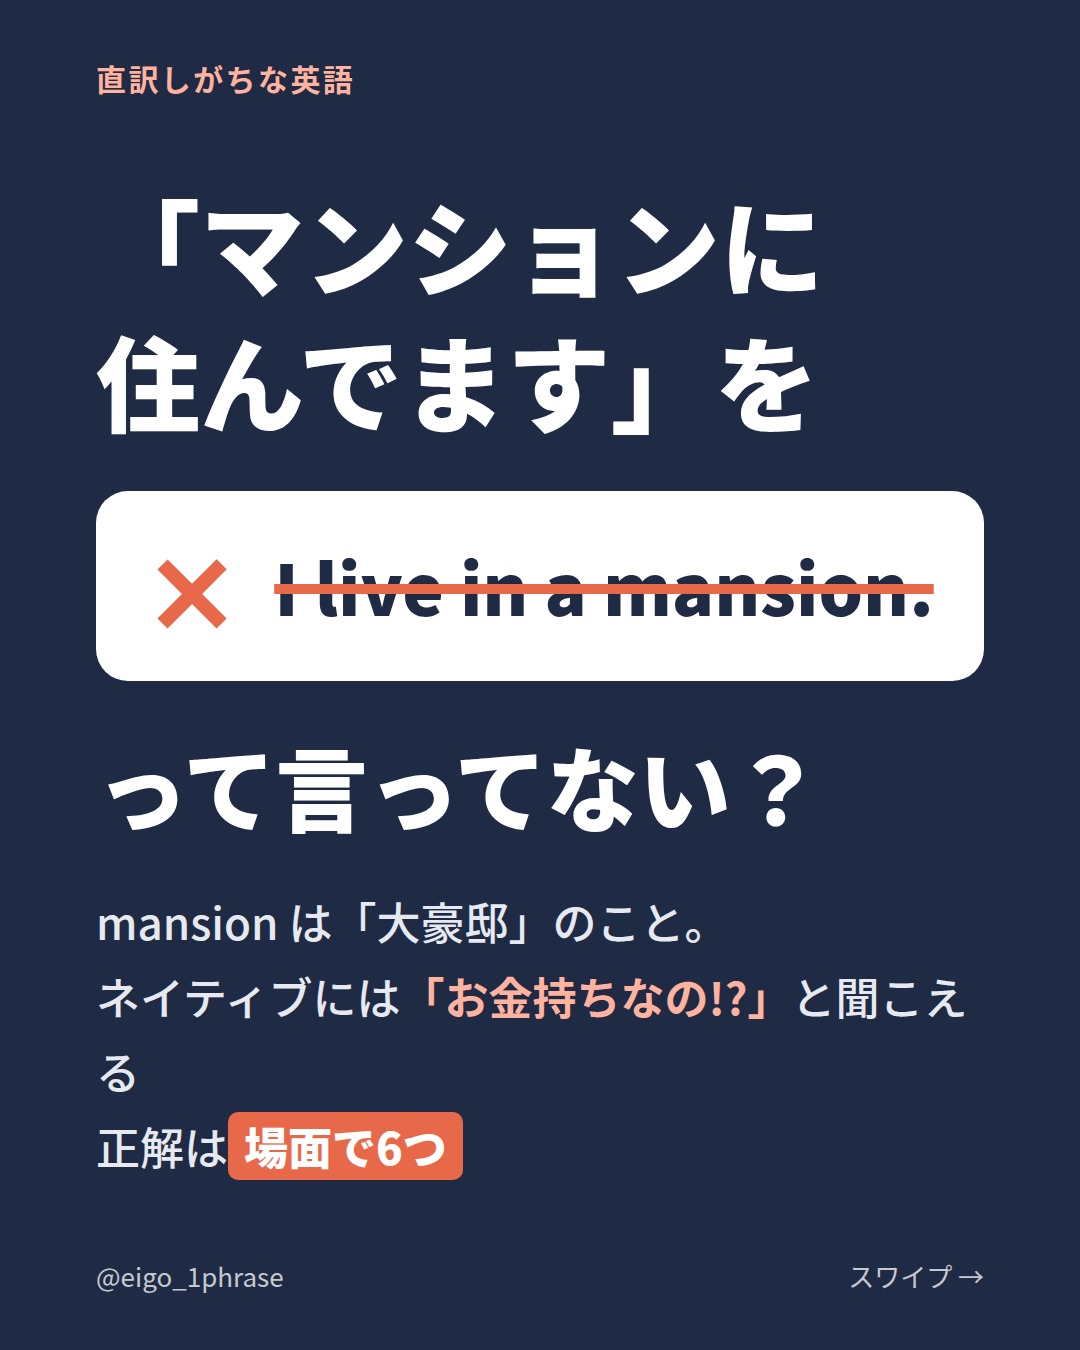 直訳しがちな英語
「マンションに
住んでます」を
× I live in a mansion.
って言ってない？
mansion は「大豪邸」のこと。
ネイティブには「お金持ちなの!?」と聞こえ
る
正解は場面で6つ
@eigo_1phrase
スワイプ →